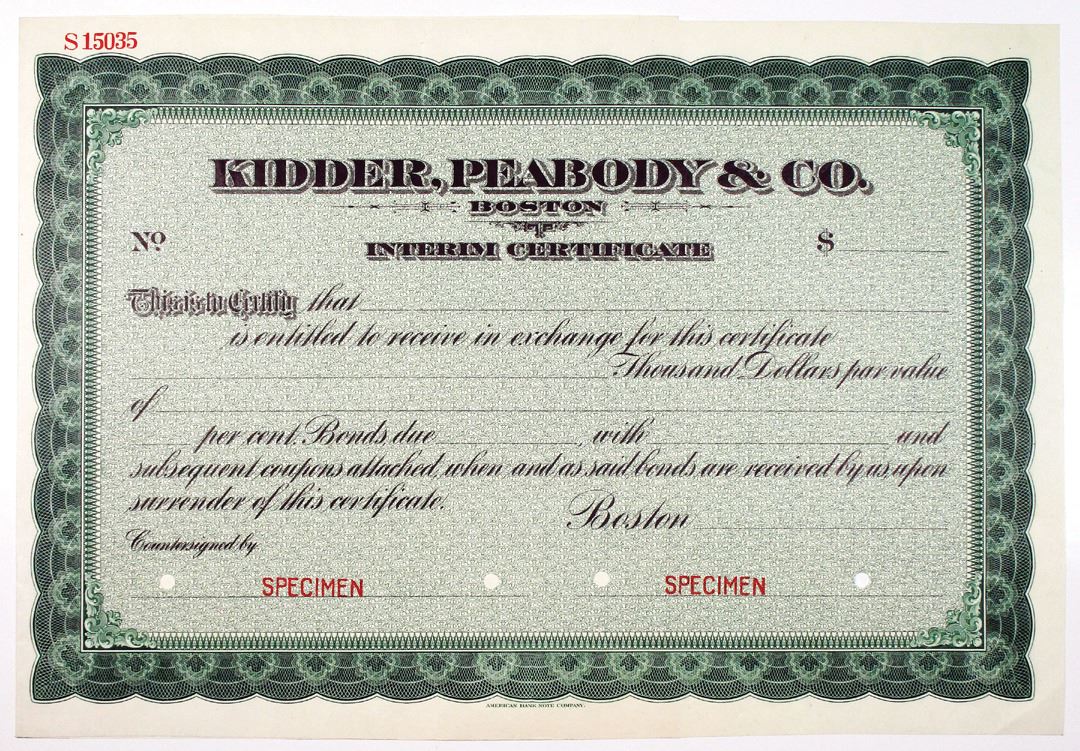 S 15035
KIDDER, PEABODY & CO.
BOSTON
Nº
INTERIM CERTIFICATE
$
This is to Certify that
is entitled to receive in exchange for this certificate
Thousand Dollars par value
of
per cent. Bonds due , with and
subsequent coupons attached, when and as said bonds are received by us, upon
surrender of this certificate.
Boston
Countersigned by
SPECIMEN SPECIMEN
AMERICAN BANK NOTE COMPANY.